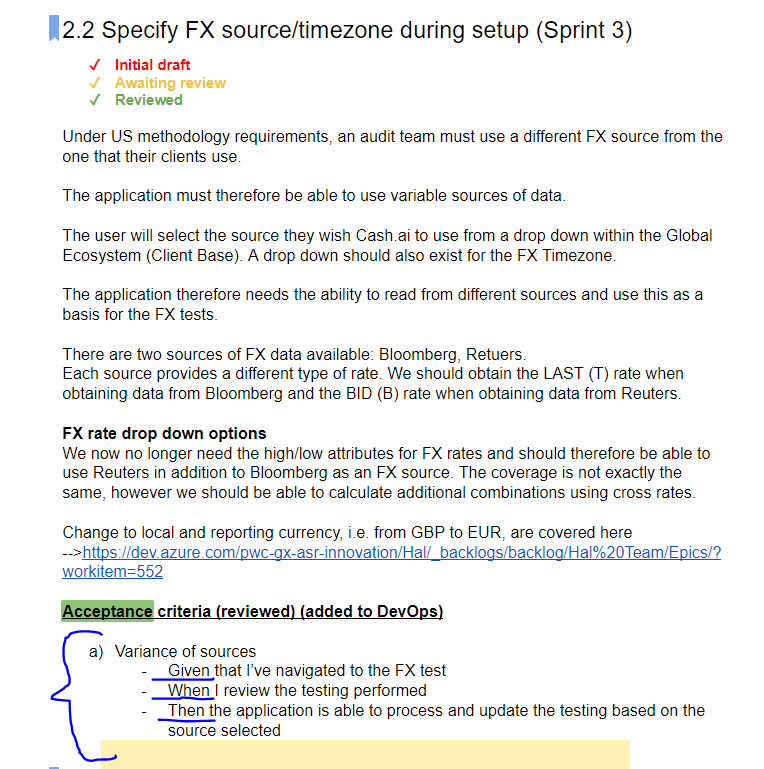 2.2 Specify FX source/timezone during setup (Sprint 3)
✓ Initial draft
✓ Awaiting review
✓ Reviewed
Under US methodology requirements, an audit team must use a different FX source from the
one that their clients use.
The application must therefore be able to use variable sources of data.
The user will select the source they wish Cash.ai to use from a drop down within the Global
Ecosystem (Client Base). A drop down should also exist for the FX Timezone.
The application therefore needs the ability to read from different sources and use this as a
basis for the FX tests.
There are two sources of FX data available: Bloomberg, Retuers.
Each source provides a different type of rate. We should obtain the LAST (T) rate when
obtaining data from Bloomberg and the BID (B) rate when obtaining data from Reuters.
FX rate drop down options
We now no longer need the high/low attributes for FX rates and should therefore be able to
use Reuters in addition to Bloomberg as an FX source. The coverage is not exactly the
same, however we should be able to calculate additional combinations using cross rates.
Change to local and reporting currency, i.e. from GBP to EUR, are covered here
-->https://dev.azure.com/pwc-gx-asr-innovation/Hal/_backlogs/backlog/Hal%20Team/Epics/?
workitem=552
Acceptance criteria (reviewed) (added to DevOps)
a) Variance of sources
- Given that I've navigated to the FX test
- When I review the testing performed
- Then the application is able to process and update the testing based on the
source selected